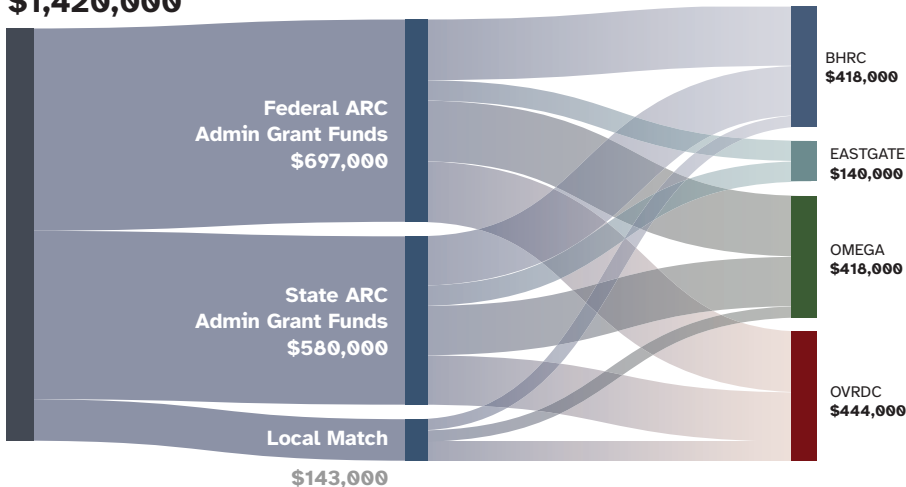 $1,420,000
Federal ARC
Admin Grant Funds
$697,000
State ARC
Admin Grant Funds
$580,000
Local Match
$143,000
BHRC
$418,000
EASTGATE
$140,000
OMEGA
$418,000
OVRDC
$444,000